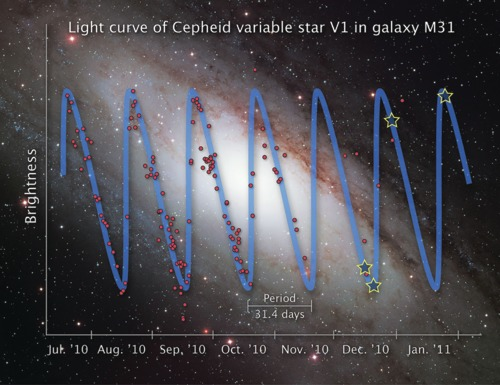 Light curve of Cepheid variable star V1 in galaxy M31
Brightness
Period
31.4 days
Jul. '10 Aug. '10 Sep, '10 Oct. '10 Nov. '10 Dec. '10 Jan. '11